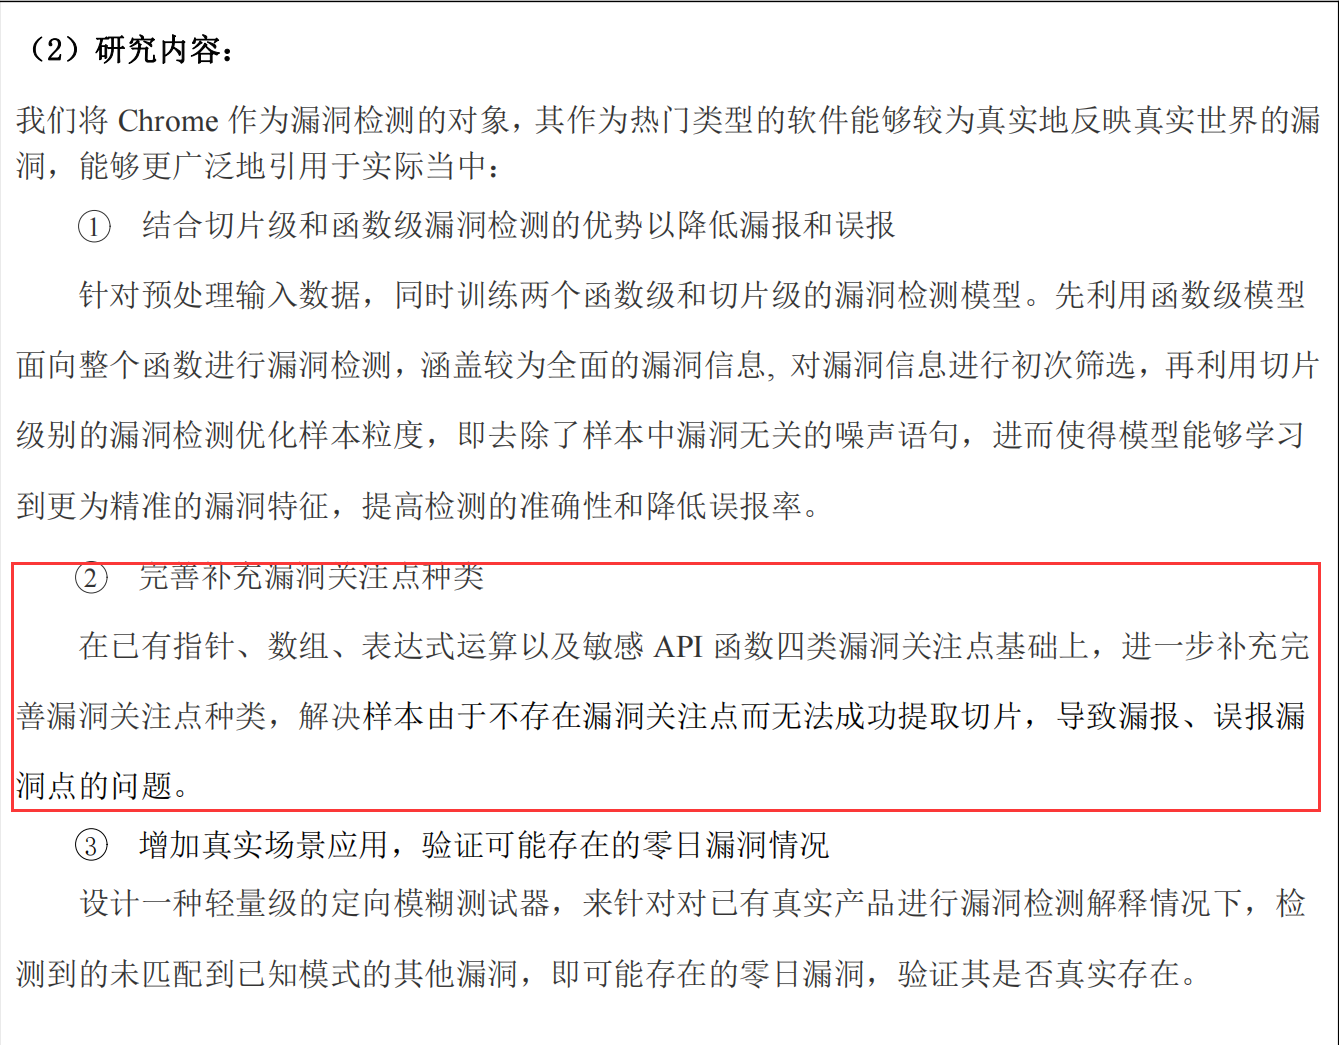 （2）研究内容：
我们将 Chrome 作为漏洞检测的对象，其作为热门类型的软件能够较为真实地反映真实世界的漏
洞，能够更广泛地引用于实际当中：
① 结合切片级和函数级漏洞检测的优势以降低漏报和误报
针对预处理输入数据，同时训练两个函数级和切片级的漏洞检测模型。先利用函数级模型
面向整个函数进行漏洞检测，涵盖较为全面的漏洞信息, 对漏洞信息进行初次筛选，再利用切片
级别的漏洞检测优化样本粒度，即去除了样本中漏洞无关的噪声语句，进而使得模型能够学习
到更为精准的漏洞特征，提高检测的准确性和降低误报率。
② 完善补充漏洞关注点种类
在已有指针、数组、表达式运算以及敏感 API 函数四类漏洞关注点基础上，进一步补充完
善漏洞关注点种类，解决样本由于不存在漏洞关注点而无法成功提取切片，导致漏报、误报漏
洞点的问题。
③ 增加真实场景应用，验证可能存在的零日漏洞情况
设计一种轻量级的定向模糊测试器，来针对对已有真实产品进行漏洞检测解释情况下，检
测到的未匹配到已知模式的其他漏洞，即可能存在的零日漏洞，验证其是否真实存在。